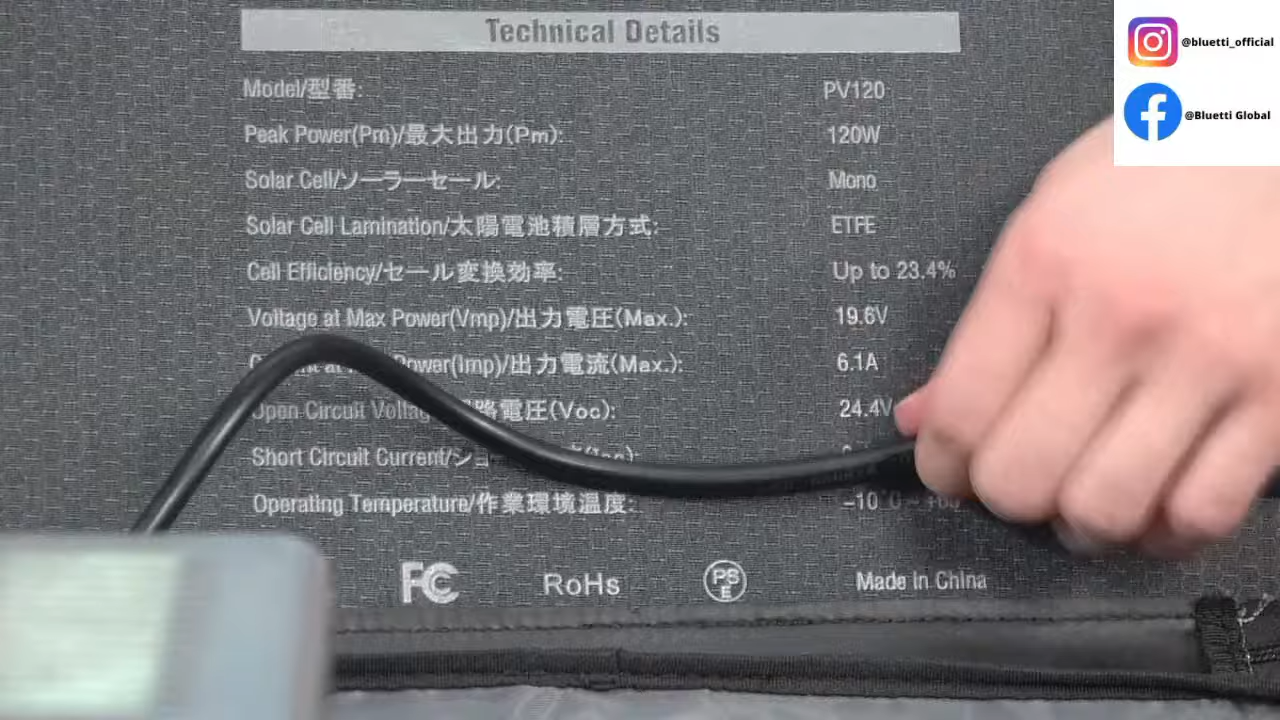 Technical Details
@bluetti_official
@Bluetti Global
Model/型番: PV120
Peak Power(Pm)/最大出力(Pm): 120W
Solar Cell/ソーラーセール: Mono
Solar Cell Lamination/太陽電池積層方式: ETFE
Cell Efficiency/セール変換効率: Up to 23.4%
Voltage at Max Power(Vmp)/出力電圧(Max.): 19.6V
at Power(Imp)/出力電流(Max.): 6.1A
Open Circuit 電圧(Voc): 24.4V
Short Circuit Current/ショ
Operating Temperature/作業環境温度: -10
FC RoHs PSE Made in China